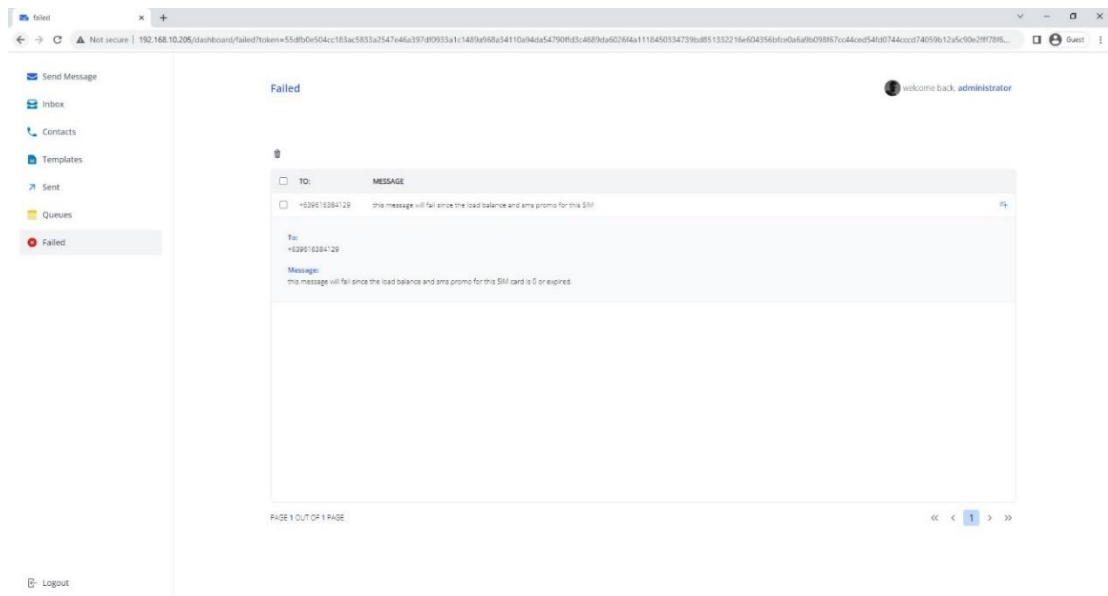 failed
Not secure | 192.168.10.205/dashboard/failed?token=
Guest
Send Message
Inbox
Contacts
Templates
Sent
Queues
Failed
Logout
Failed
welcome back, administrator
TO: MESSAGE
+639616384129 this message will fail since the load balance and sms promo for this SIM
To:
+639616384129
Message:
this message will fail since the load balance and sms promo for this SIM card is 0 or expired.
PAGE 1 OUT OF 1 PAGE
1